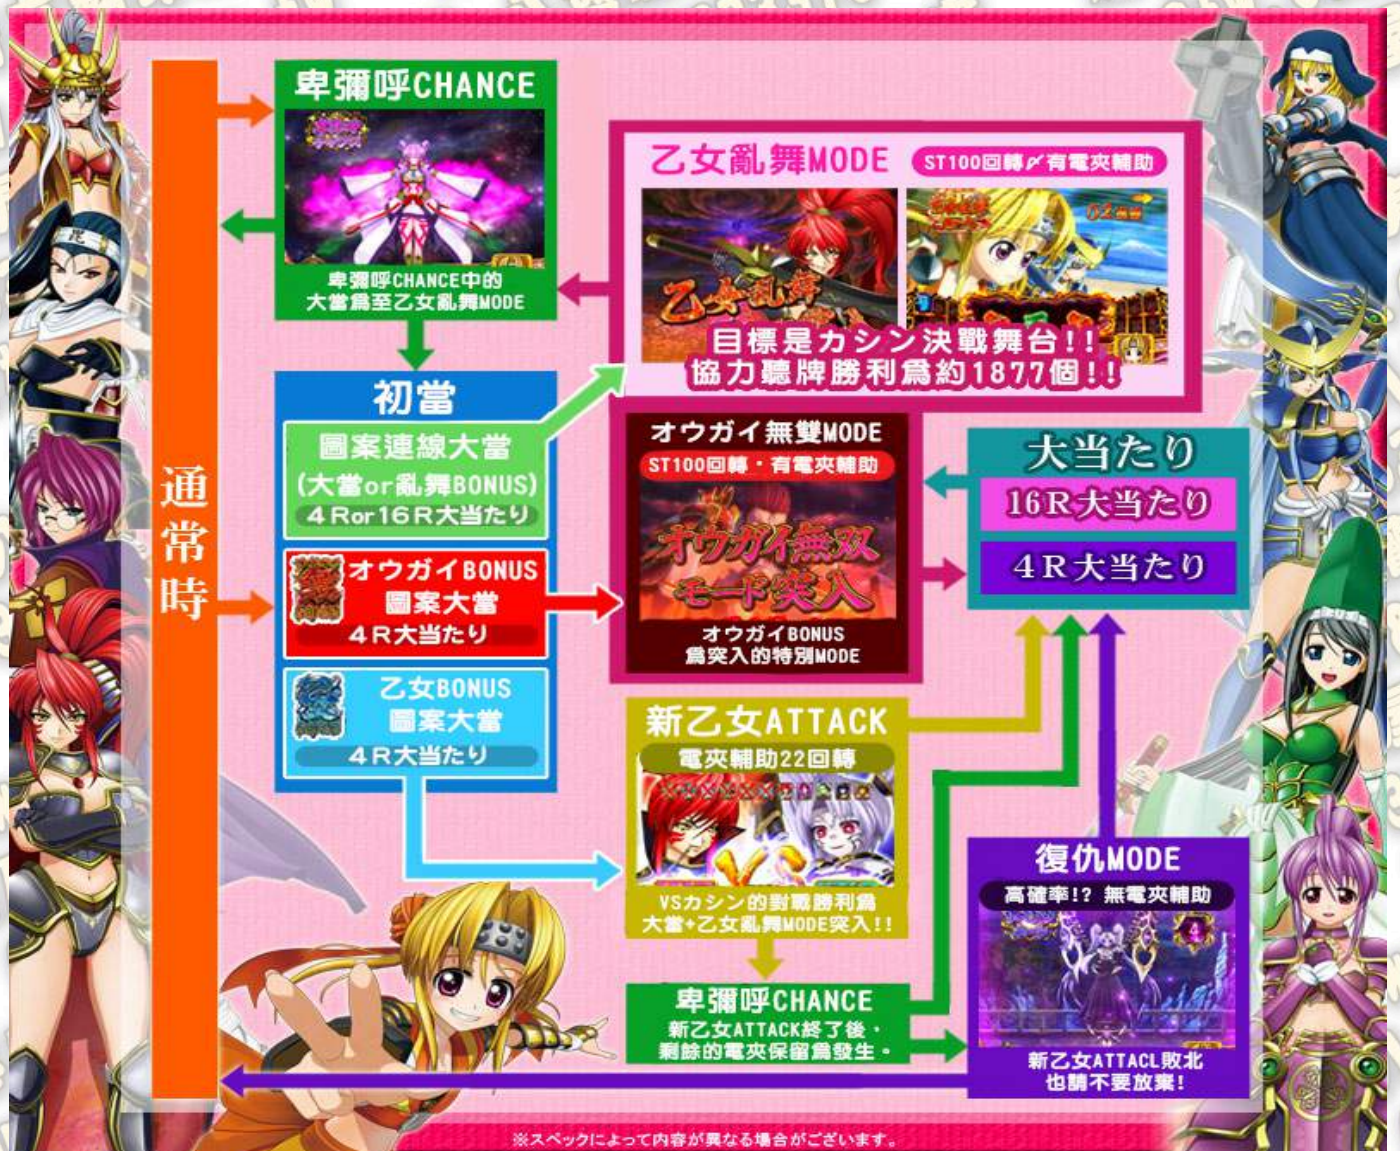 通常時
卑彌呼CHANCE
卑彌呼CHANCE中的
大當爲至乙女亂舞MODE
乙女亂舞MODE
ST100回轉〆有電夾輔助
乙女乱舞
目標是カシン決戰舞台!!
協力聽牌勝利爲約1877個!!
初當
圖案連線大當
(大當or亂舞BONUS)
4Ror16R大当たり
オウガイBONUS
圖案大當
4R大当たり
乙女BONUS
圖案大當
4R大当たり
オウガイ無雙MODE
ST100回轉・有電夾輔助
オウガイ無双
モード突入
オウガイBONUS
爲突入的特別MODE
大当たり
16R大当たり
4R大当たり
新乙女ATTACK
電夾輔助22回轉
VS
VSカシン的對戰勝利爲
大當+乙女亂舞MODE突入!!
卑彌呼CHANCE
新乙女ATTACK終了後・
剩餘的電夾保留爲發生。
復仇MODE
高確率!? 無電夾輔助
4
新乙女ATTACL敗北
也請不要放棄!
毘
※スペックによって内容が異なる場合がございます。